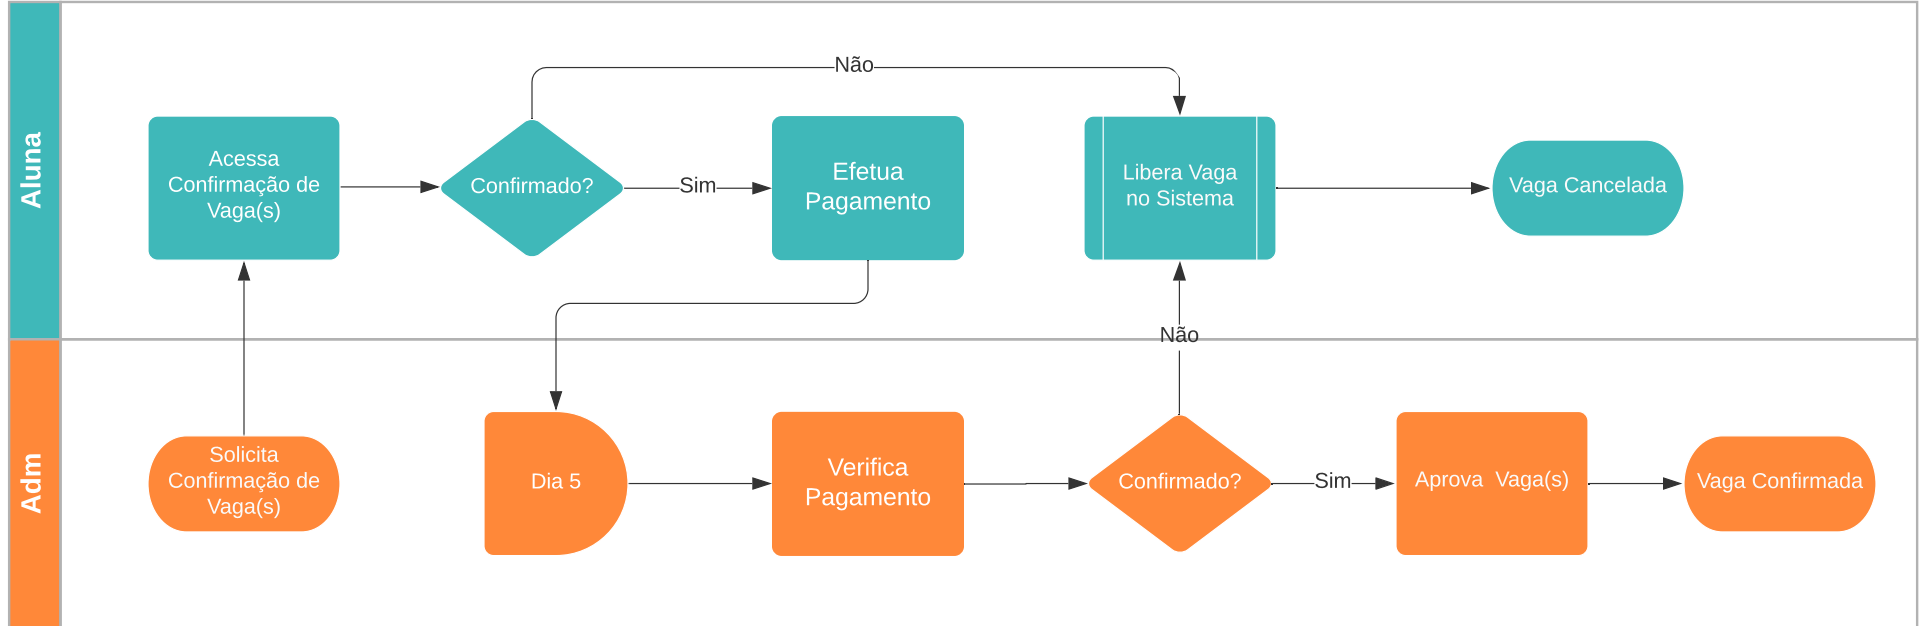 Aluna
Não
Acessa
Confirmação de
Vaga(s)
Confirmado?
Sim
Efetua
Pagamento
Libera Vaga
no Sistema
Vaga Cancelada
Não
Adm
Solicita
Confirmação de
Vaga(s)
Dia 5
Verifica
Pagamento
Confirmado?
Sim
Aprova  Vaga(s)
Vaga Confirmada